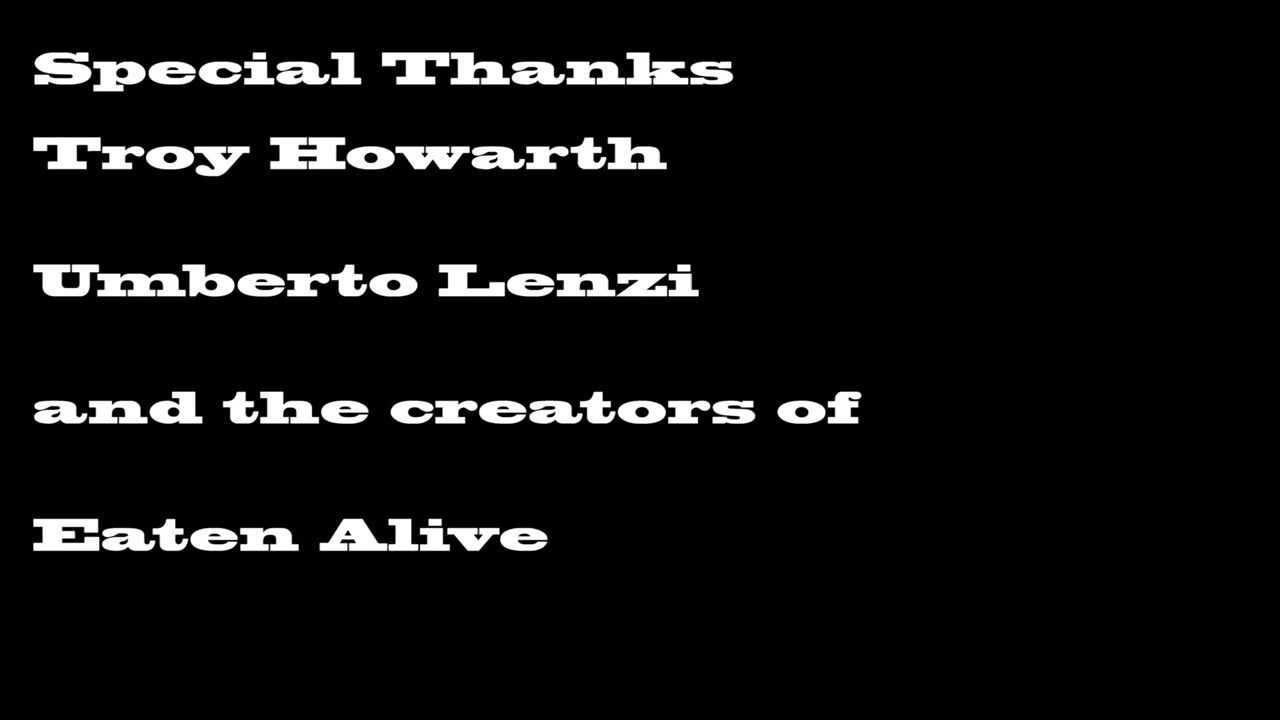 Special Thanks
Troy Howarth
Umberto Lenzi
and the creators of
Eaten Alive